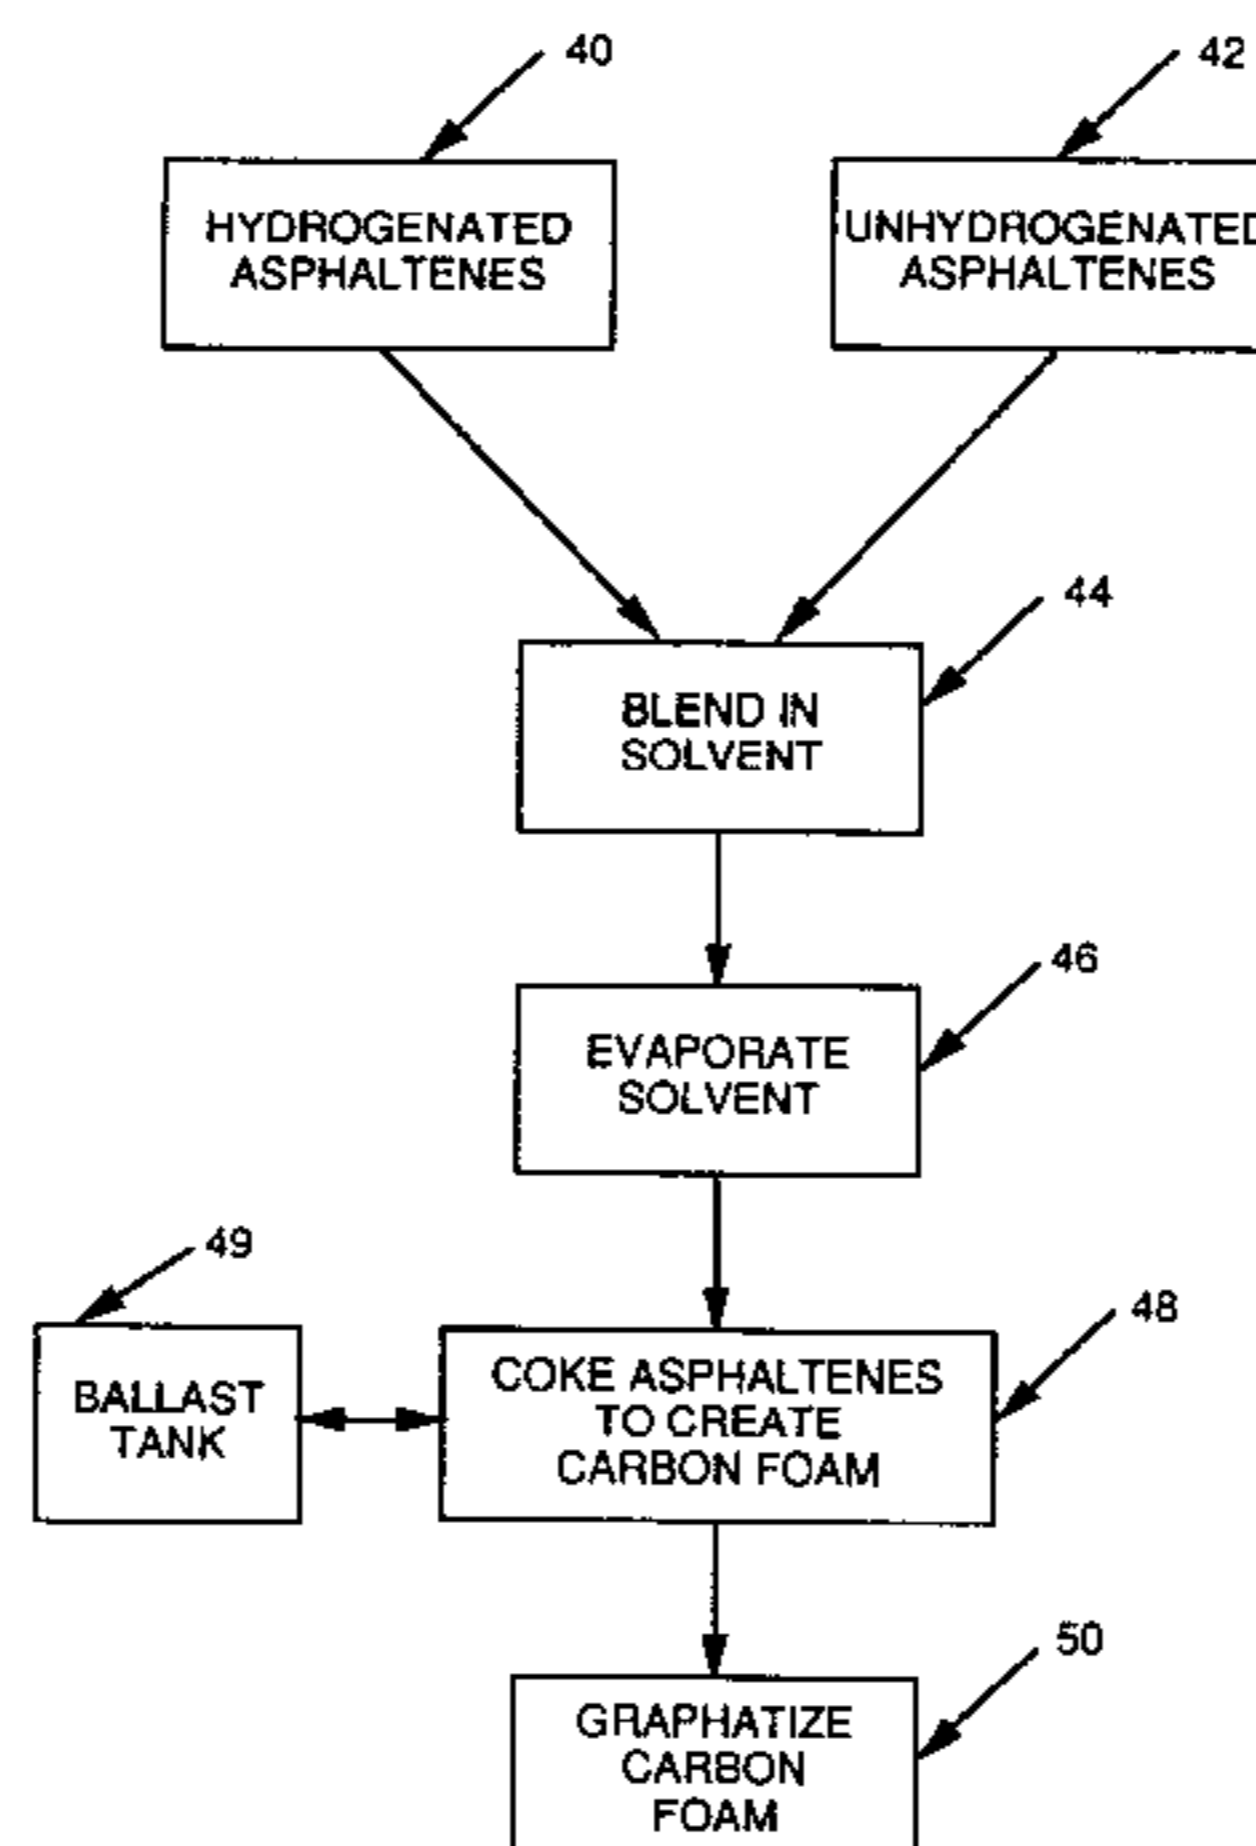 40
42
HYDROGENATED
ASPHALTENES
UNHYDROGENATED
ASPHALTENES
44
BLEND IN
SOLVENT
46
EVAPORATE
SOLVENT
49
48
BALLAST
TANK
COKE ASPHALTENES
TO CREATE
CARBON FOAM
50
GRAPHATIZE
CARBON
FOAM